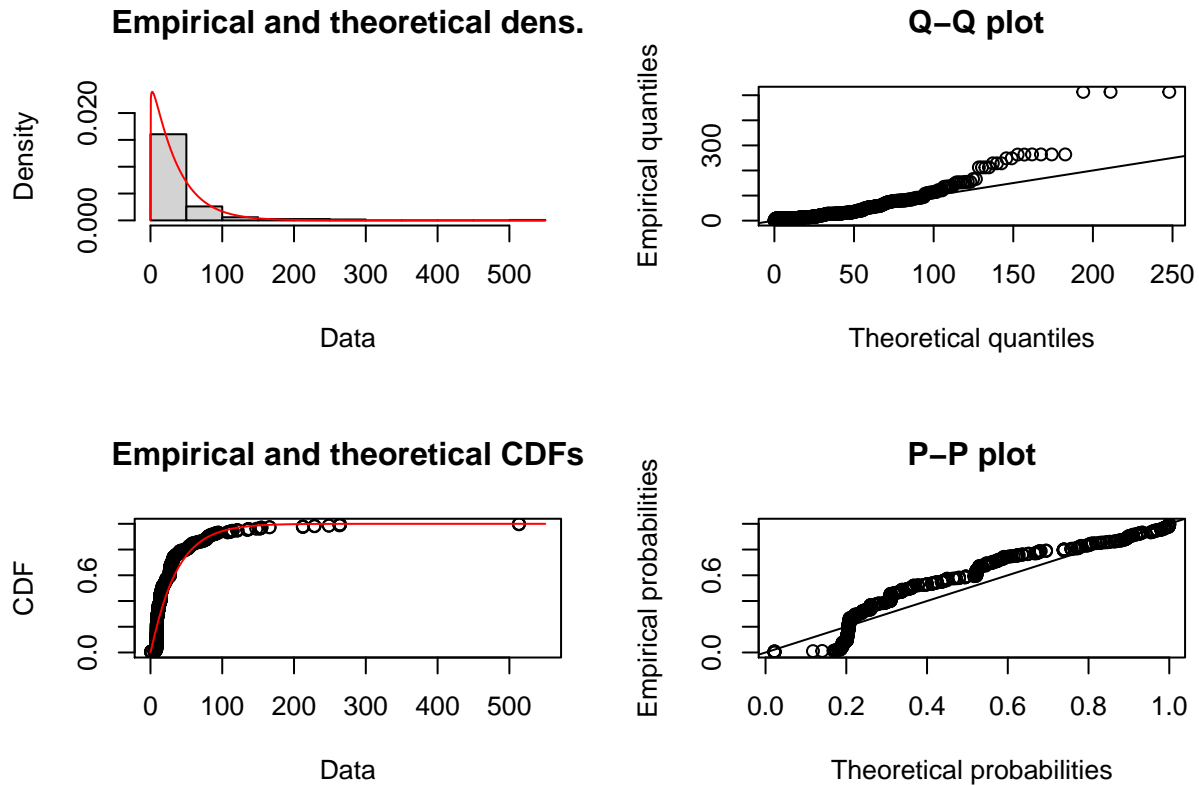 Empirical and theoretical dens.
Density
0.000
0.020
0 100 200 300 400 500
Data
Q−Q plot
Empirical quantiles
0
300
0 50 100 150 200 250
Theoretical quantiles
Empirical and theoretical CDFs
CDF
0.0
0.6
0 100 200 300 400 500
Data
P−P plot
Empirical probabilities
0.0
0.6
0.0 0.2 0.4 0.6 0.8 1.0
Theoretical probabilities